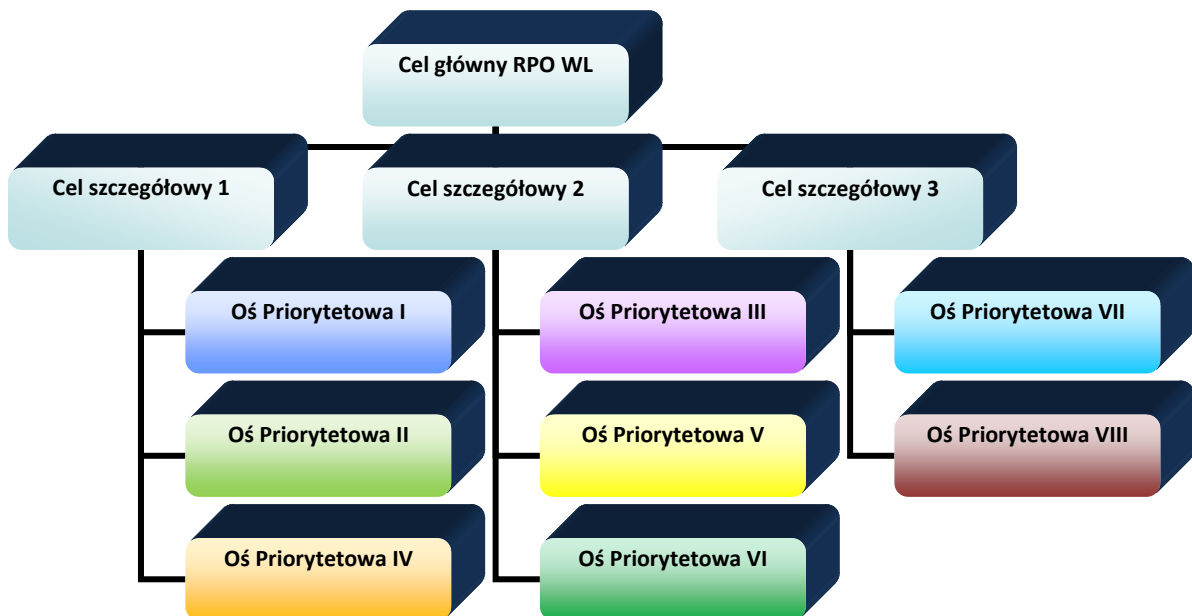 Cel główny RPO WL
Cel szczegółowy 1
Cel szczegółowy 2
Cel szczegółowy 3
Oś Priorytetowa I
Oś Priorytetowa III
Oś Priorytetowa VII
Oś Priorytetowa II
Oś Priorytetowa V
Oś Priorytetowa VIII
Oś Priorytetowa IV
Oś Priorytetowa VI